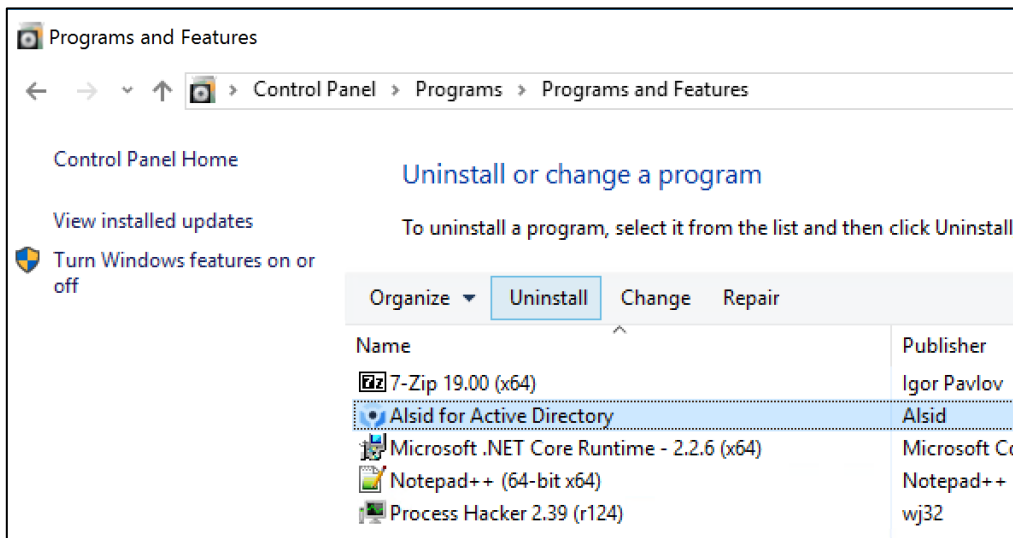 Programs and Features
Control Panel > Programs > Programs and Features
Control Panel Home
Uninstall or change a program
View installed updates
To uninstall a program, select it from the list and then click Uninstall
Turn Windows features on or
off
Organize Uninstall Change Repair
Name Publisher
7-Zip 19.00 (x64) Igor Pavlov
Alsid for Active Directory Alsid
Microsoft .NET Core Runtime - 2.2.6 (x64) Microsoft Co
Notepad++ (64-bit x64) Notepad++
Process Hacker 2.39 (r124) wj32